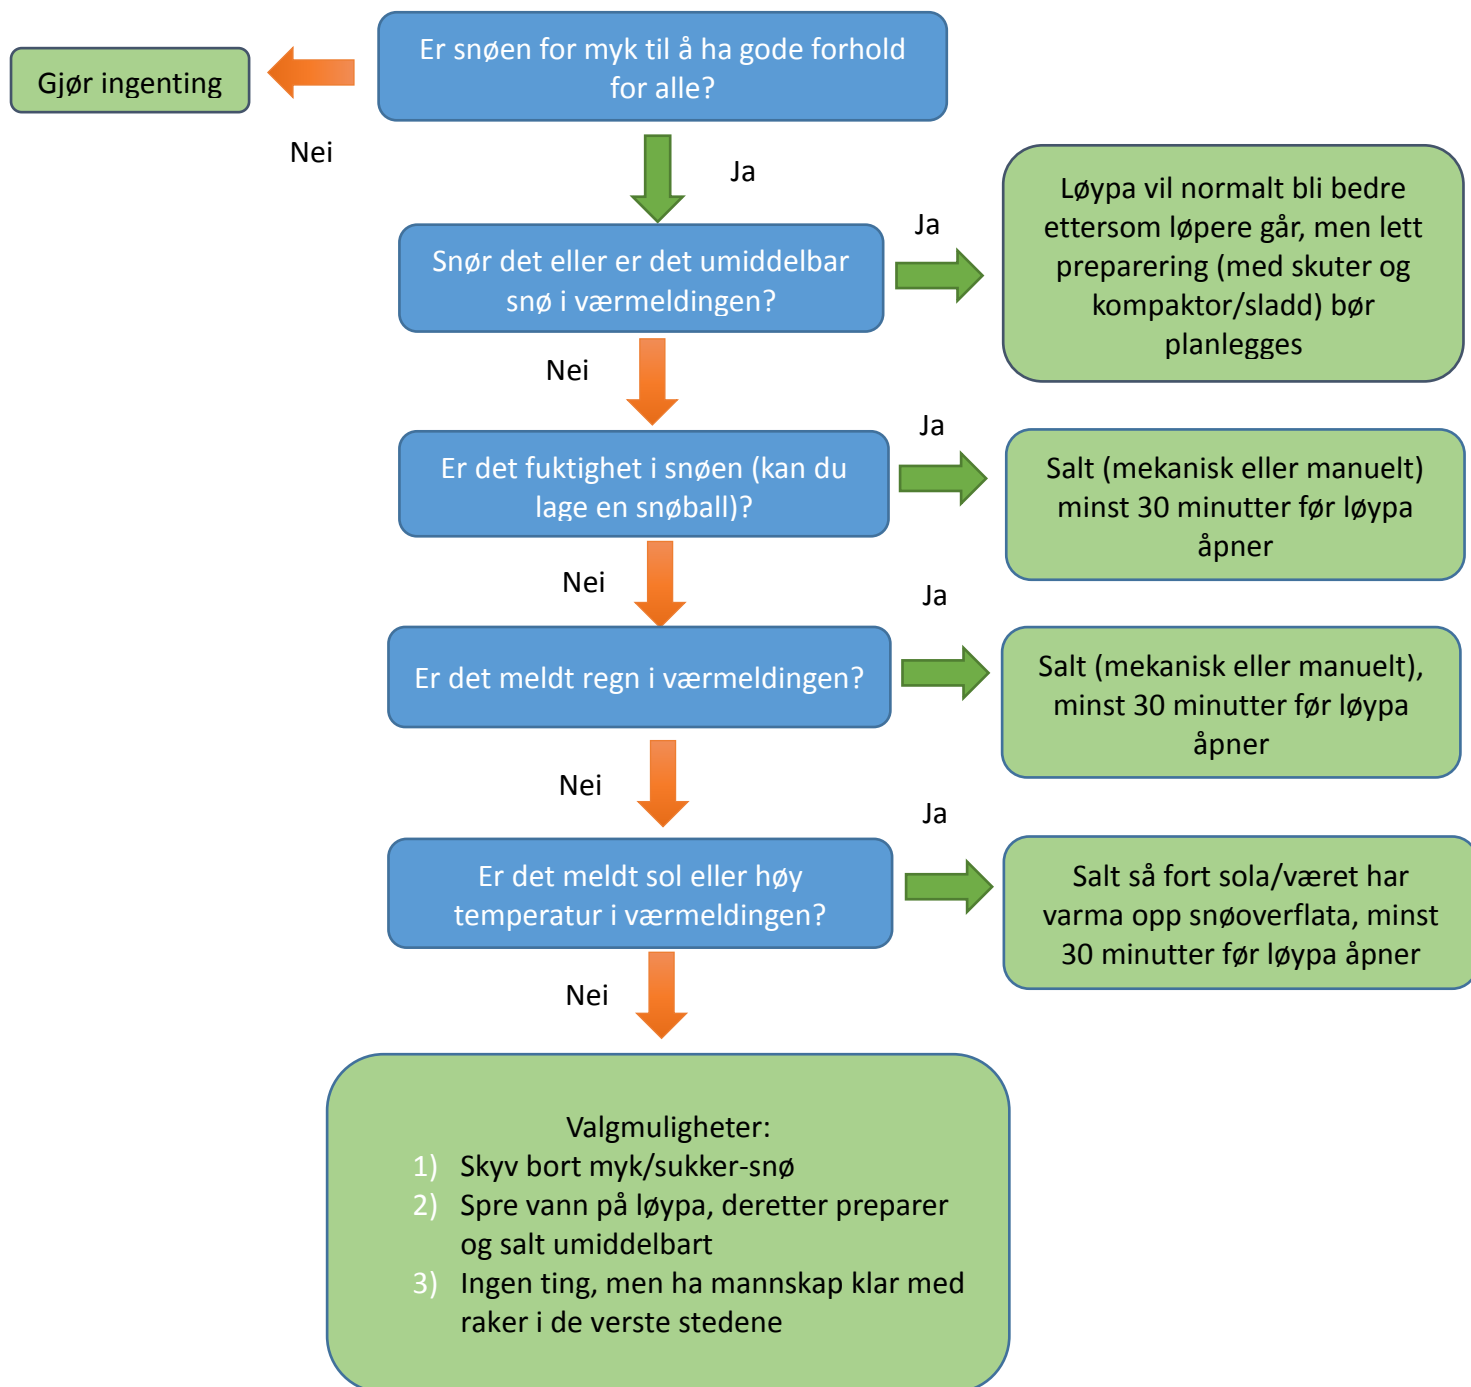 Er snøen for myk til å ha gode forhold
for alle?
Gjør ingenting
Nei
Ja
Snør det eller er det umiddelbar
snø i værmeldingen?
Ja
Løypa vil normalt bli bedre
ettersom løpere går, men lett
preparering (med skuter og
kompaktor/sladd) bør
planlegges
Nei
Er det fuktighet i snøen (kan du
lage en snøball)?
Ja
Salt (mekanisk eller manuelt)
minst 30 minutter før løypa
åpner
Nei
Er det meldt regn i værmeldingen?
Ja
Salt (mekanisk eller manuelt),
minst 30 minutter før løypa
åpner
Nei
Er det meldt sol eller høy
temperatur i værmeldingen?
Ja
Salt så fort sola/været har
varma opp snøoverflata, minst
30 minutter før løypa åpner
Nei
Valgmuligheter:
1) Skyv bort myk/sukker-snø
2) Spre vann på løypa, deretter preparer
og salt umiddelbart
3) Ingen ting, men ha mannskap klar med
raker i de verste stedene